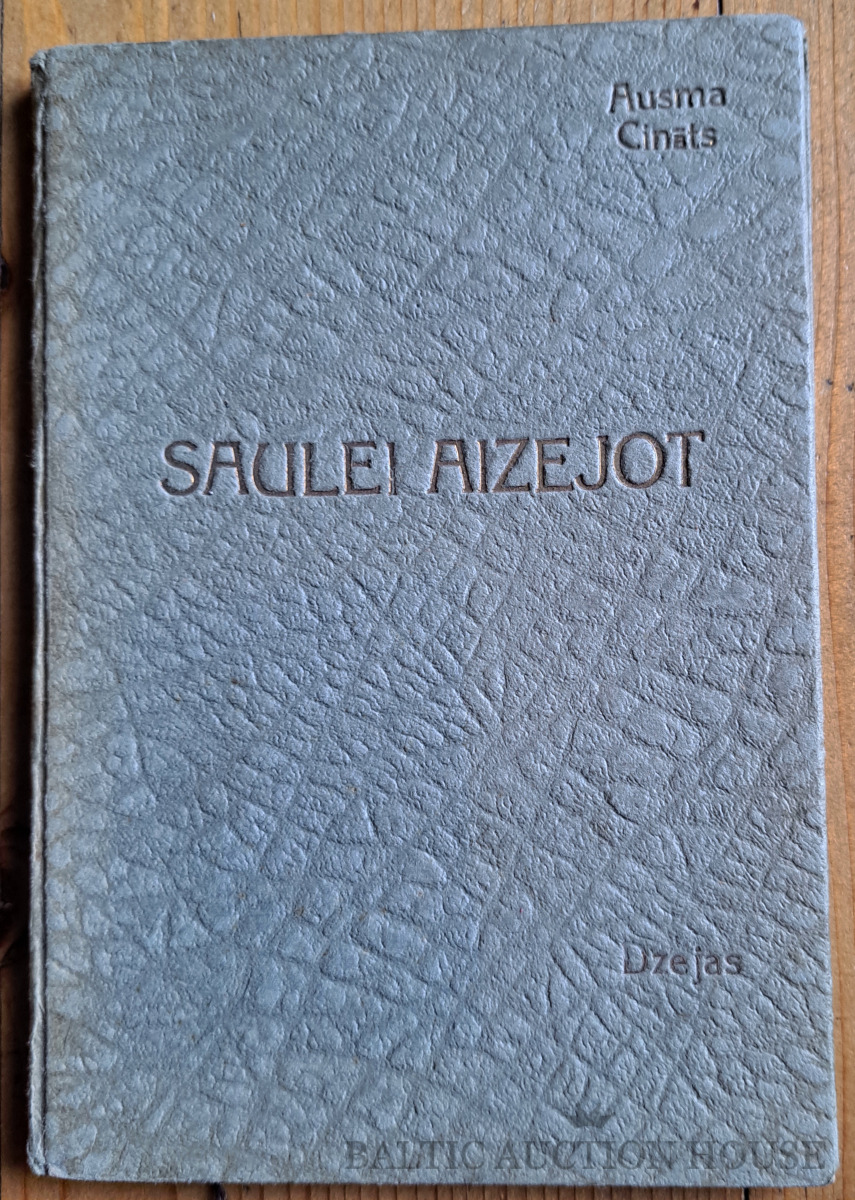 Ausma
Cināts
SAULEI AIZEJOT
Dzejas
BALTIC AUCTION HOUSE